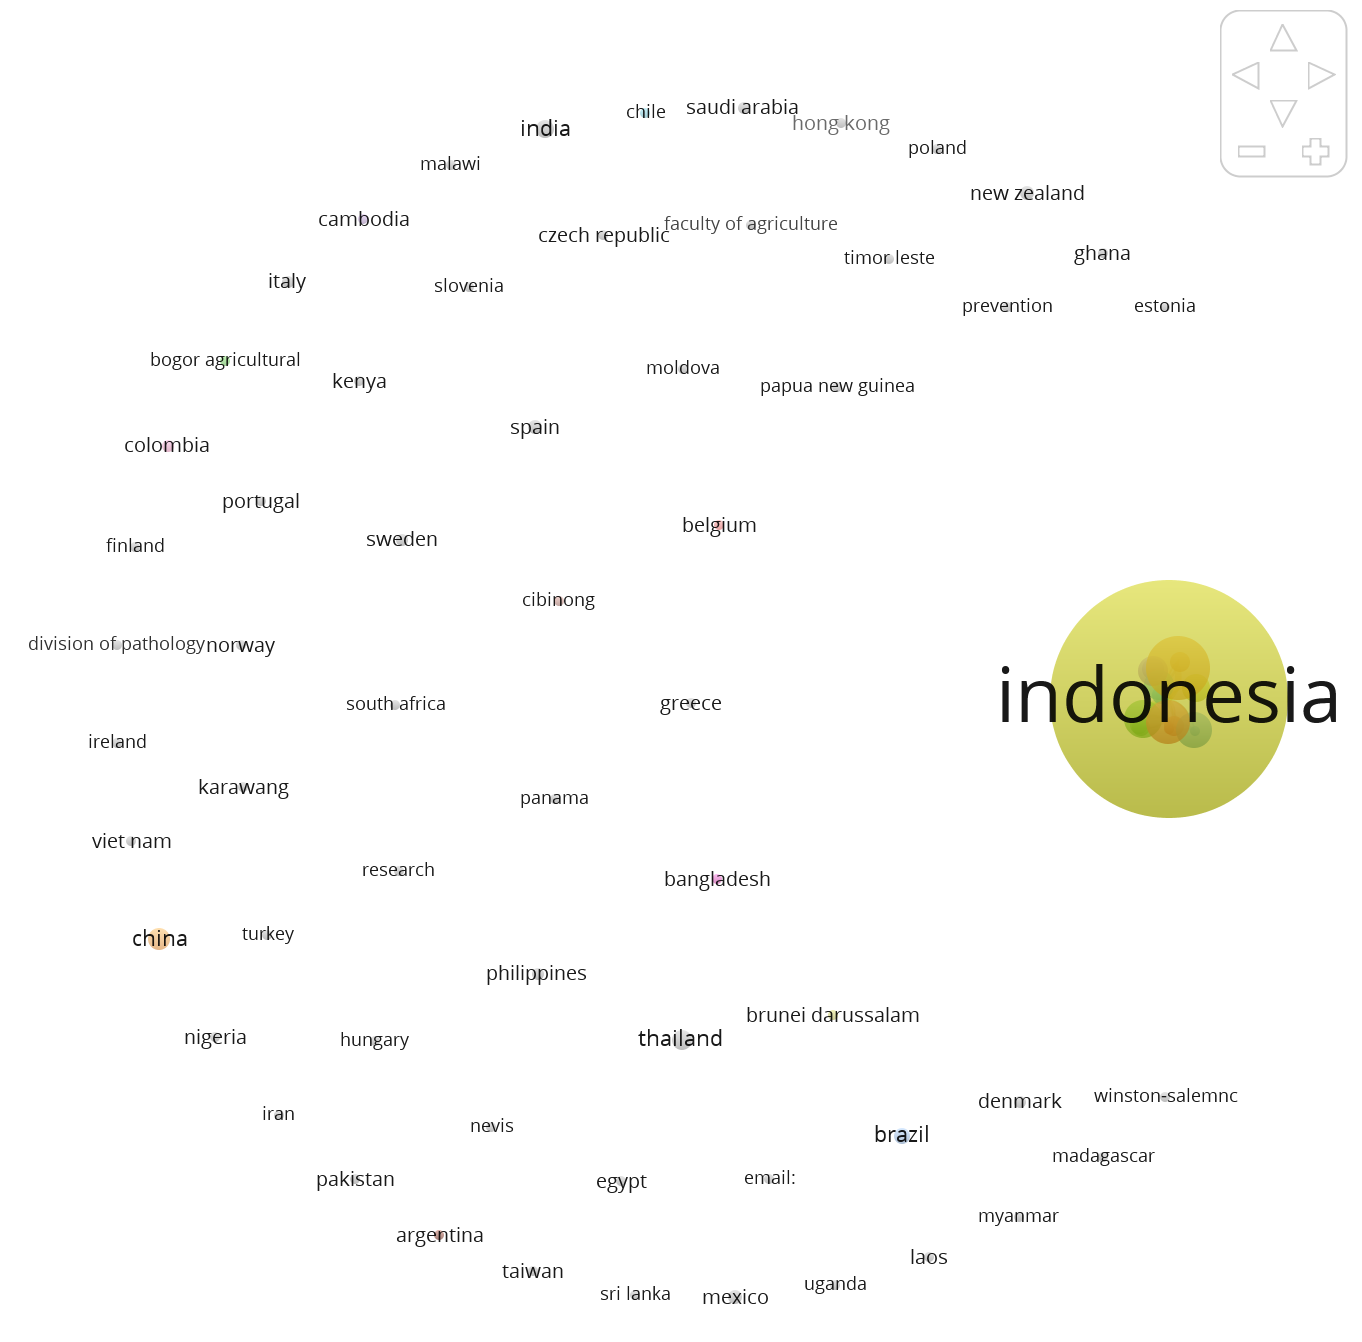 chile
saudi arabia
hong kong
india
poland
malawi
new zealand
cambodia
faculty of agriculture
czech republic
ghana
timor leste
italy
slovenia
prevention
estonia
bogor agricultural
moldova
kenya
papua new guinea
spain
colombia
portugal
belgium
sweden
finland
cibinong
division of pathology
norway
indonesia
south africa
greece
ireland
karawang
panama
viet nam
research
bangladesh
turkey
china
philippines
brunei darussalam
nigeria
thailand
hungary
winston-salemnc
denmark
iran
nevis
brazil
madagascar
email:
pakistan
egypt
myanmar
argentina
laos
taiwan
uganda
sri lanka
mexico